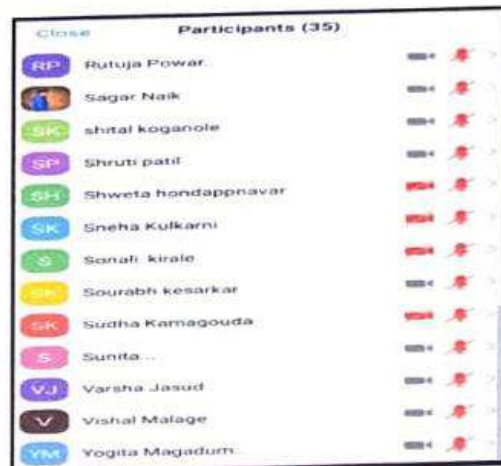 Close Participants (35)
RP Rutuja Powar..
Sagar Naik
SK shital koganole
SP Shruti patil
SH Shweta hondappnavar
SK Sneha Kulkarni
S Sonali kirale
SK Sourabh kesarkar
SK Sudha Kamagouda
S Sunita...
VJ Varsha Jasud
V Vishal Malage
YM Yogita Magadum..